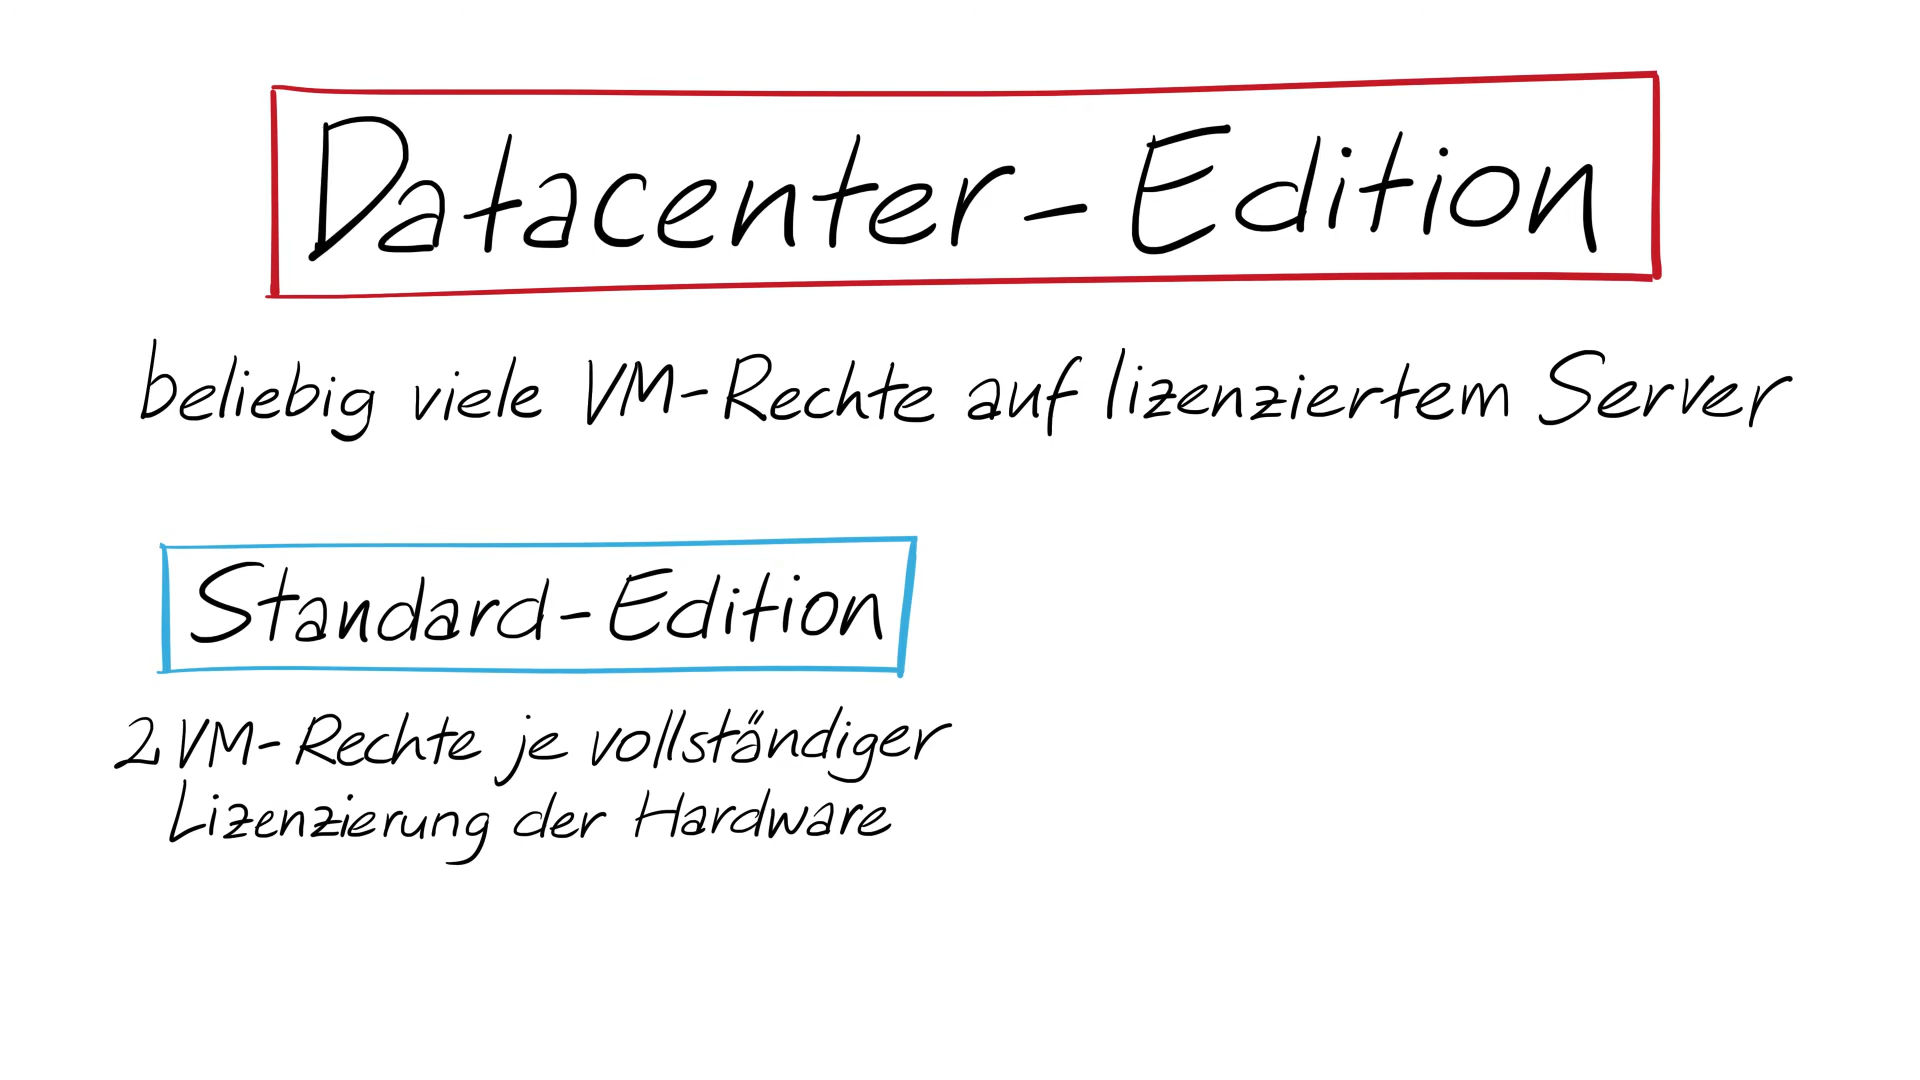 Datacenter-Edition
beliebig viele VM-Rechte auf lizenziertem Server
Standard-Edition
2 VM-Rechte je vollständiger
Lizenzierung der Hardware